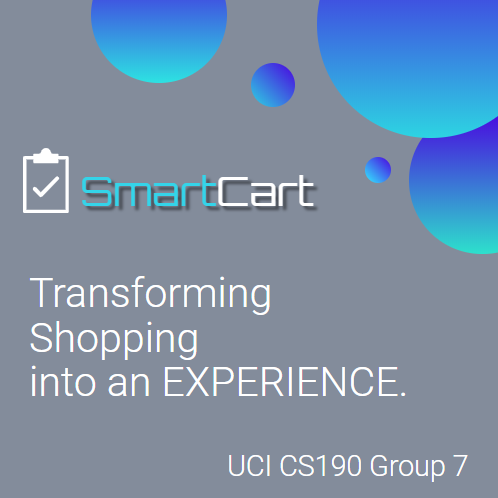 SmartCart
Transforming
Shopping
into an EXPERIENCE.
UCI CS190 Group 7